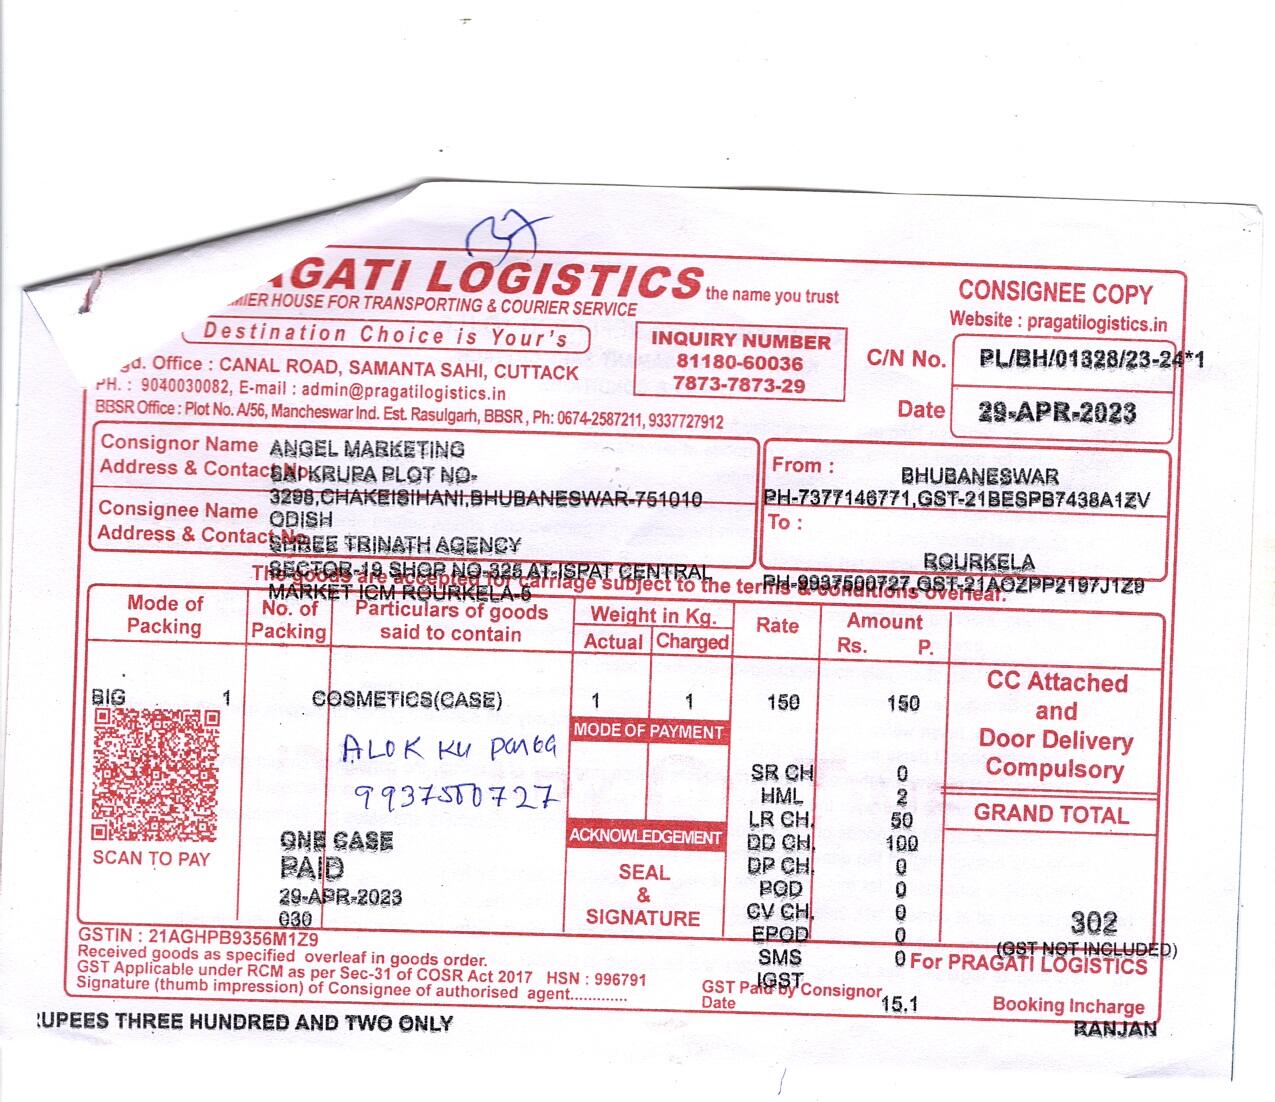 AGATI LOGISTICS the name you trust
MIER HOUSE FOR TRANSPORTING & COURIER SERVICE
Destination Choice is Your's
gd. Office : CANAL ROAD, SAMANTA SAHI, CUTTACK
PH. : 9040030082, E-mail : admin@pragatilogistics.in
BBSR Office : Plot No. A/56, Mancheswar Ind. Est. Rasulgarh, BBSR, Ph: 0674-2587211, 9337727912
INQUIRY NUMBER
81180-60036
7873-7873-29
CONSIGNEE COPY
Website : pragatilogistics.in
C/N No. PL/BH/01328/23-24*1
Date 29-APR-2023
Consignor Name ANGEL MARKETING
Address & Contact No. SAIKRUPA PLOT NO-
3298,CHAKEISIHANI,BHUBANESWAR-751010
Consignee Name ODISH
Address & Contact No. SHREE TRINATH AGENCY
SECTOR-19 SHOP NO-325 AT-ISPAT CENTRAL
MARKET ICM ROURKELA-5
From : BHUBANESWAR
PH-7377146771,GST-21BESPB7438A1ZV
To :
ROURKELA
PH-9937500727,GST-21AOZPP2197J1Z9
The goods are accepted for carriage subject to the terms & conditions overleaf.
Mode of Packing No. of Packing Particulars of goods said to contain Weight in Kg. Actual Charged Rate Amount Rs. P.
BIG 1 COSMETICS(CASE) 1 1 150 150
ALOK KU panda
9937500727
SCAN TO PAY
ONE CASE
PAID
29-APR-2023
030
MODE OF PAYMENT
ACKNOWLEDGEMENT
SEAL
&
SIGNATURE
SR CH 0
HML 2
LR CH. 50
DD CH. 100
DP CH. 0
POD 0
CV CH. 0
EPOD 0
SMS 0
IGST
15.1
CC Attached
and
Door Delivery
Compulsory
GRAND TOTAL
302
(GST NOT INCLUDED)
GSTIN : 21AGHPB9356M1Z9
Received goods as specified overleaf in goods order.
GST Applicable under RCM as per Sec-31 of COSR Act 2017 HSN : 996791
Signature (thumb impression) of Consignee of authorised agent.............
GST Paid by Consignor
Date
For PRAGATI LOGISTICS
Booking Incharge
RANJAN
UPEES THREE HUNDRED AND TWO ONLY